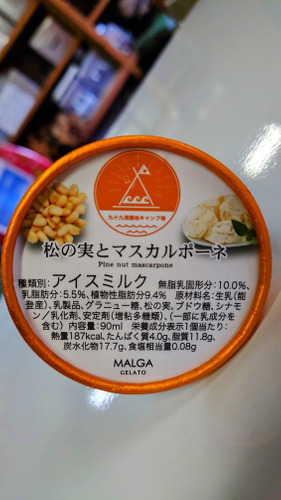 九十九湾園地キャンプ場
松の実とマスカルポーネ
Pine nut mascarpone
種類別：アイスミルク 無脂乳固形分：10.0%、
乳脂肪分：5.5%、植物性脂肪分9.4% 原材料名：生乳(能
登産)、乳製品、グラニュー糖、松の実、ブドウ糖、シナモ
ン／乳化剤、安定剤(増粘多糖類)、(一部に乳成分を
含む) 内容量：90ml 栄養成分表示1個当たり：
熱量187kcal、たんぱく質4.0g、脂質11.8g、
炭水化物17.7g、食塩相当量0.08g
MALGA
GELATO